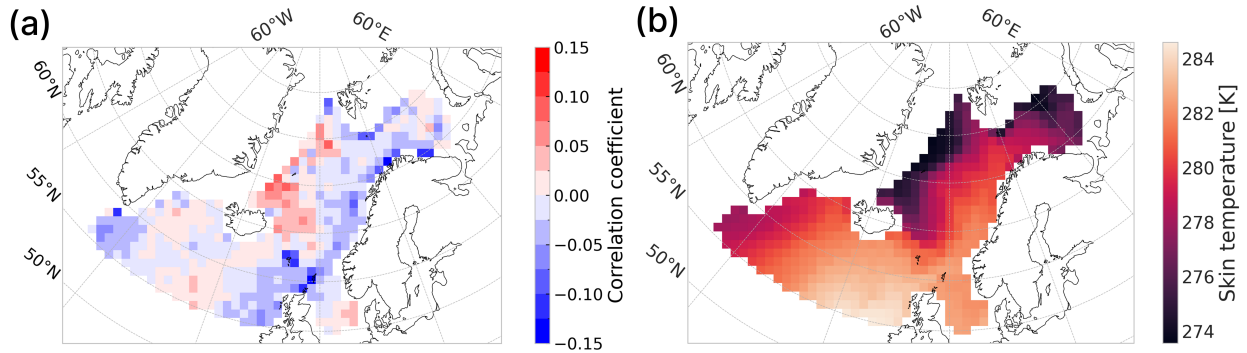 (a)
60°W
60°E
60°N
55°N
50°N
0.15
0.10
0.05
0.00
−0.05
−0.10
−0.15
Correlation coefficient
(b)
60°W
60°E
60°N
55°N
50°N
284
282
280
278
276
274
Skin temperature [K]